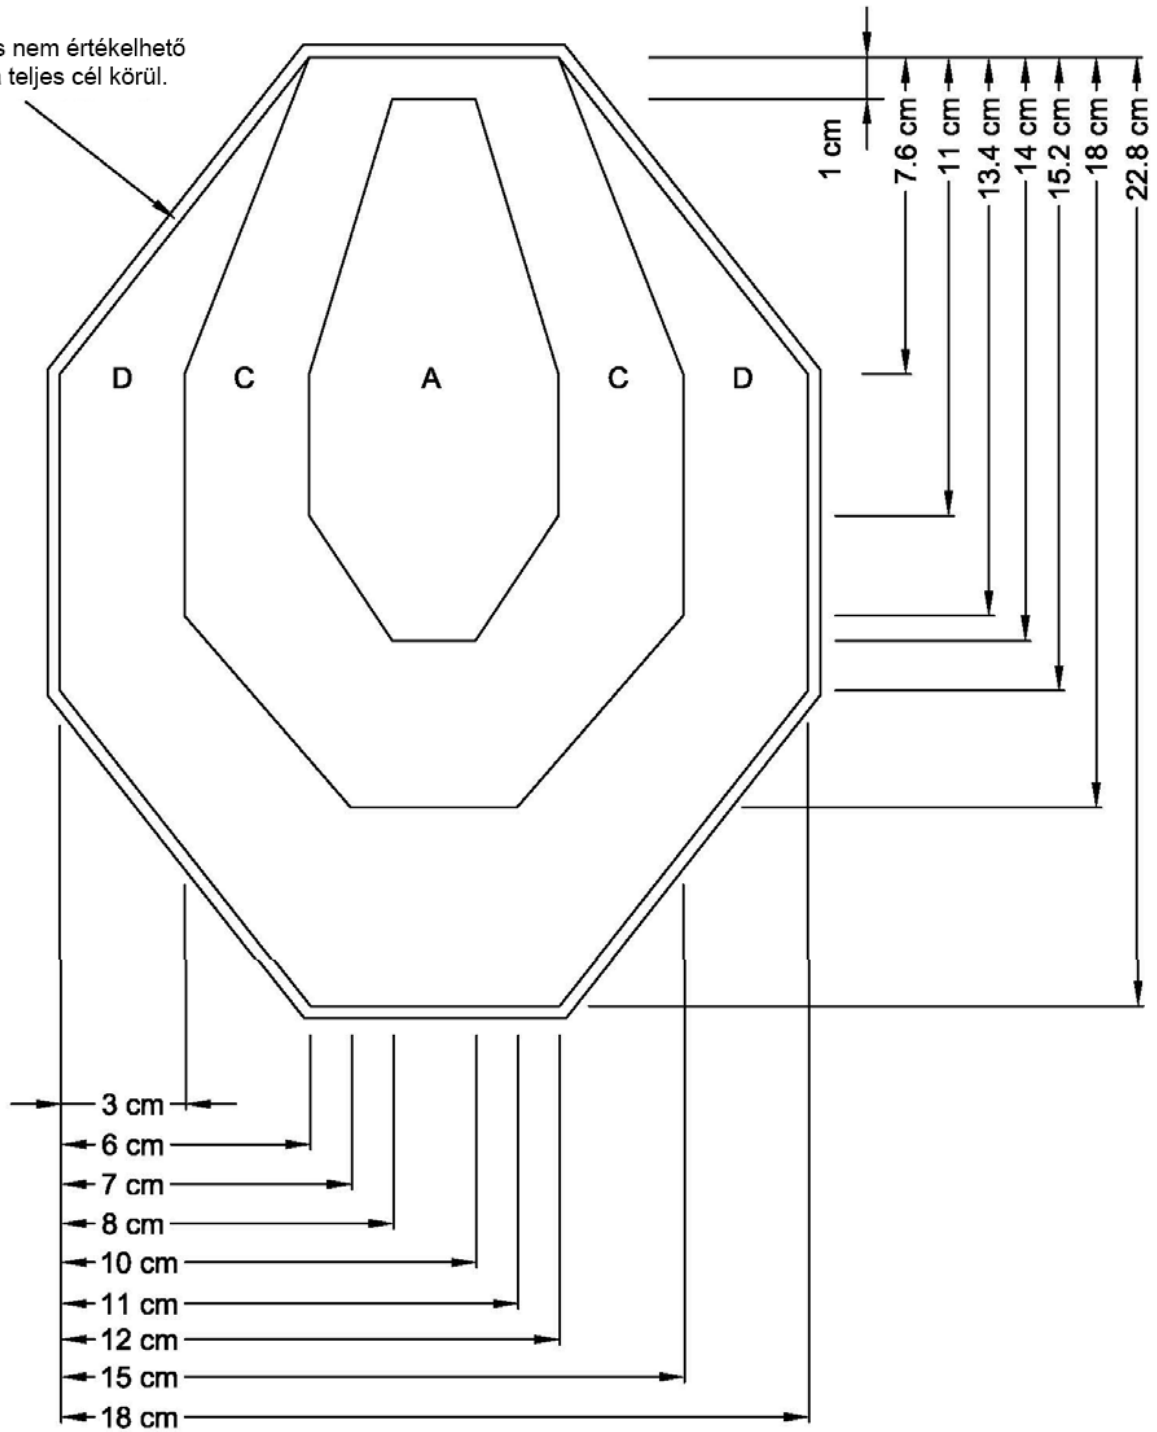 s nem értékelhető
teljes cél körül.
1 cm
7.6 cm
11 cm
13.4 cm
14 cm
15.2 cm
18 cm
22.8 cm
D C A C D
3 cm
6 cm
7 cm
8 cm
10 cm
11 cm
12 cm
15 cm
18 cm